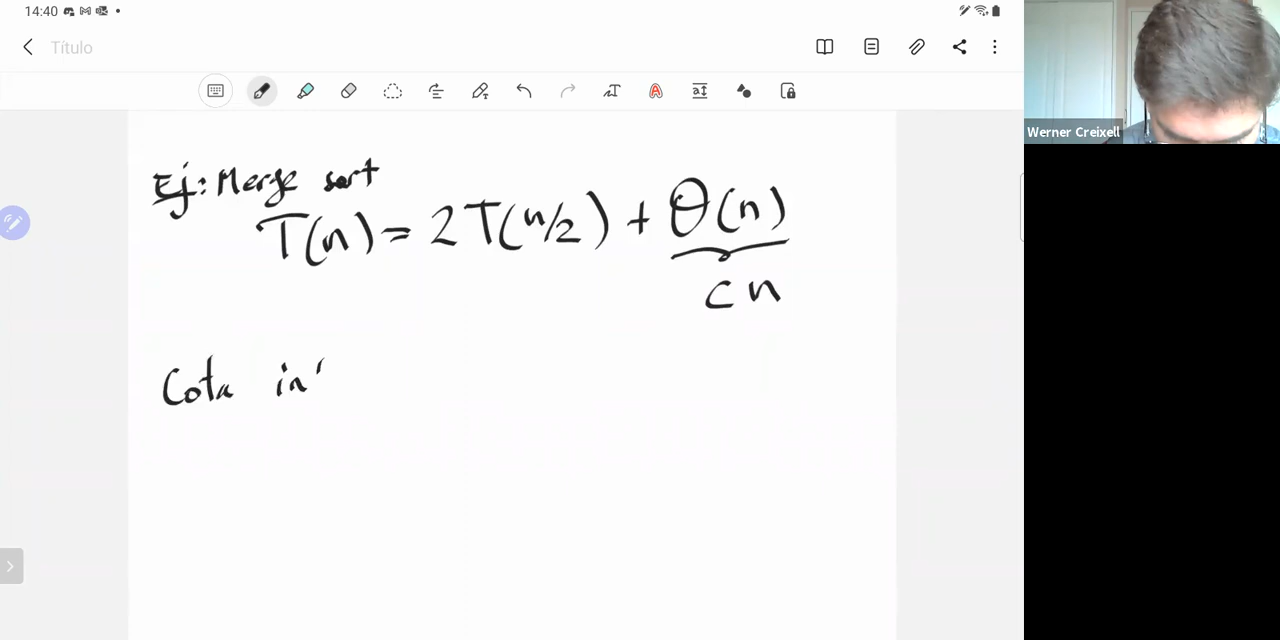 14:40
Título
Werner Creixell
Ej: Merge sort
T(n) = 2T(n/2) + Θ(n)
cn
Cota